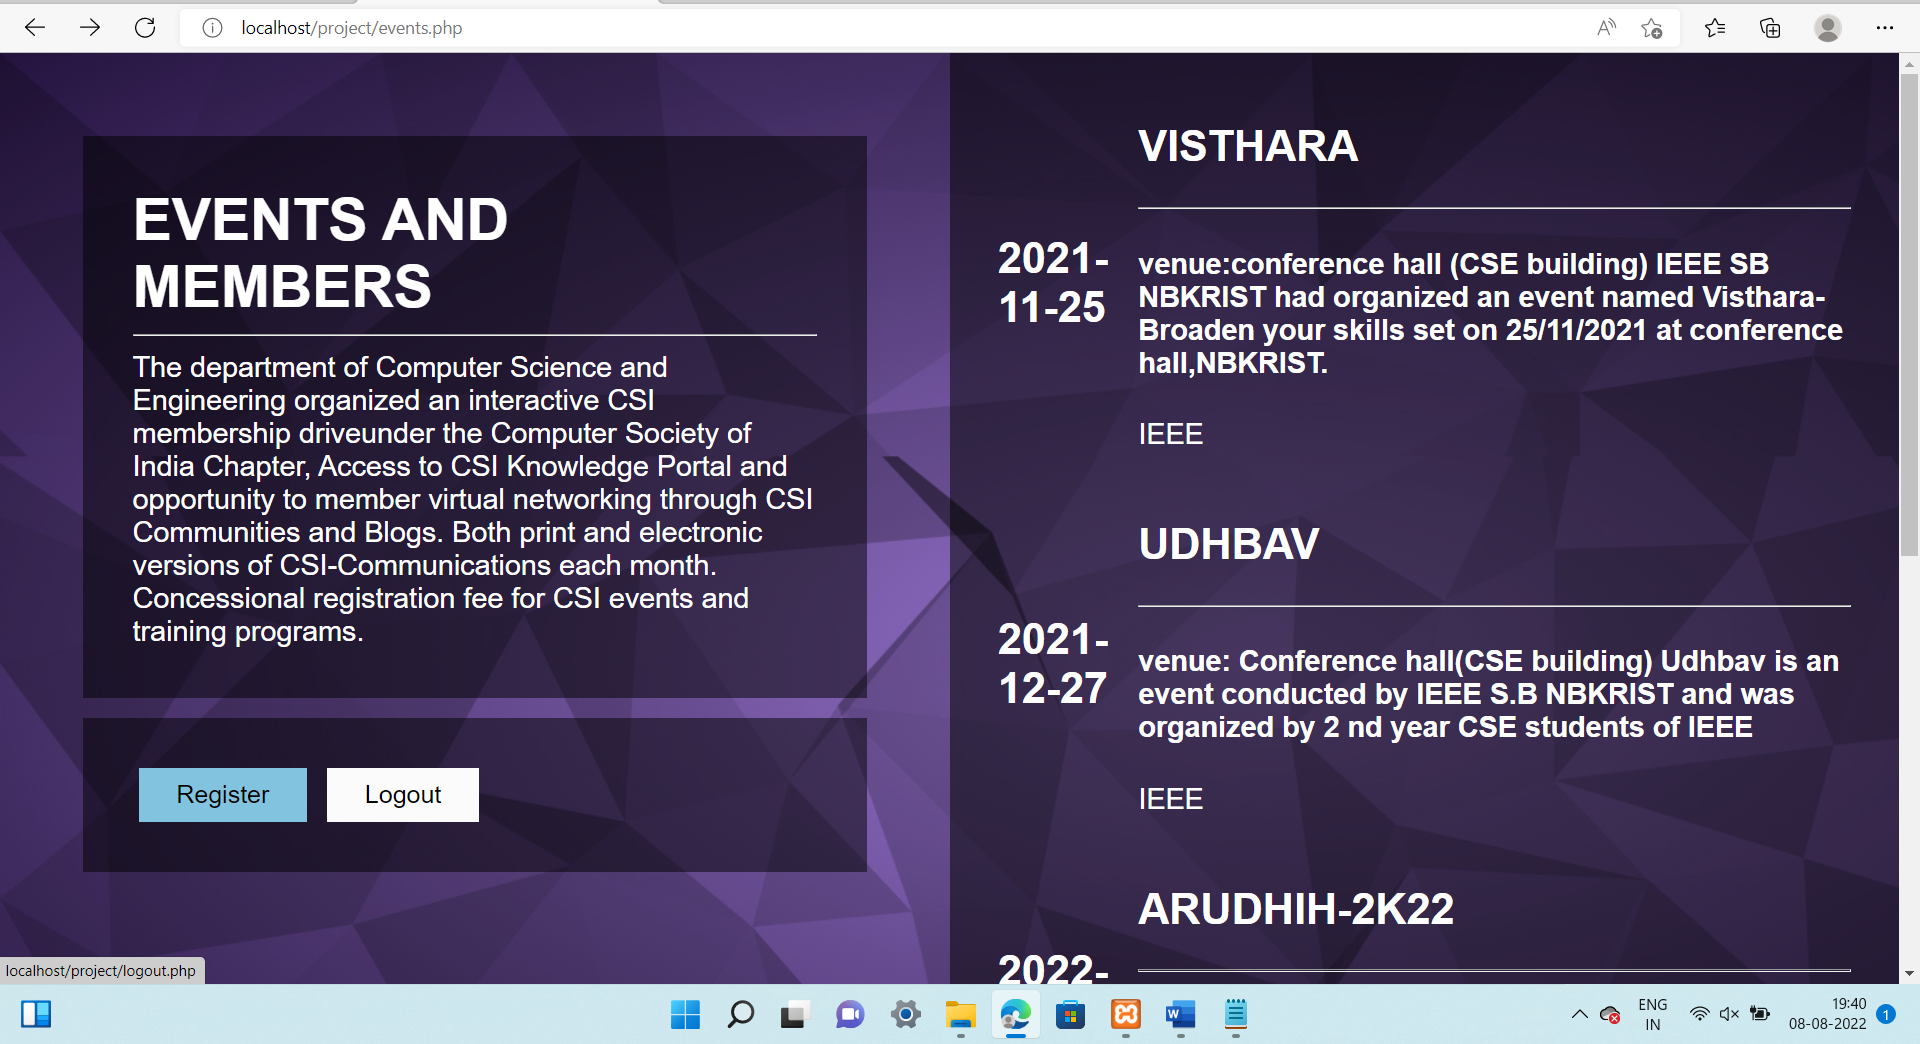 localhost/project/events.php
EVENTS AND
MEMBERS
The department of Computer Science and
Engineering organized an interactive CSI
membership driveunder the Computer Society of
India Chapter, Access to CSI Knowledge Portal and
opportunity to member virtual networking through CSI
Communities and Blogs. Both print and electronic
versions of CSI-Communications each month.
Concessional registration fee for CSI events and
training programs.
Register
Logout
VISTHARA
2021-
11-25
venue:conference hall (CSE building) IEEE SB
NBKRIST had organized an event named Visthara-
Broaden your skills set on 25/11/2021 at conference
hall,NBKRIST.
IEEE
UDHBAV
2021-
12-27
venue: Conference hall(CSE building) Udhbav is an
event conducted by IEEE S.B NBKRIST and was
organized by 2 nd year CSE students of IEEE
IEEE
ARUDHIH-2K22
2022-
localhost/project/logout.php
W
ENG
IN
19:40
08-08-2022
1